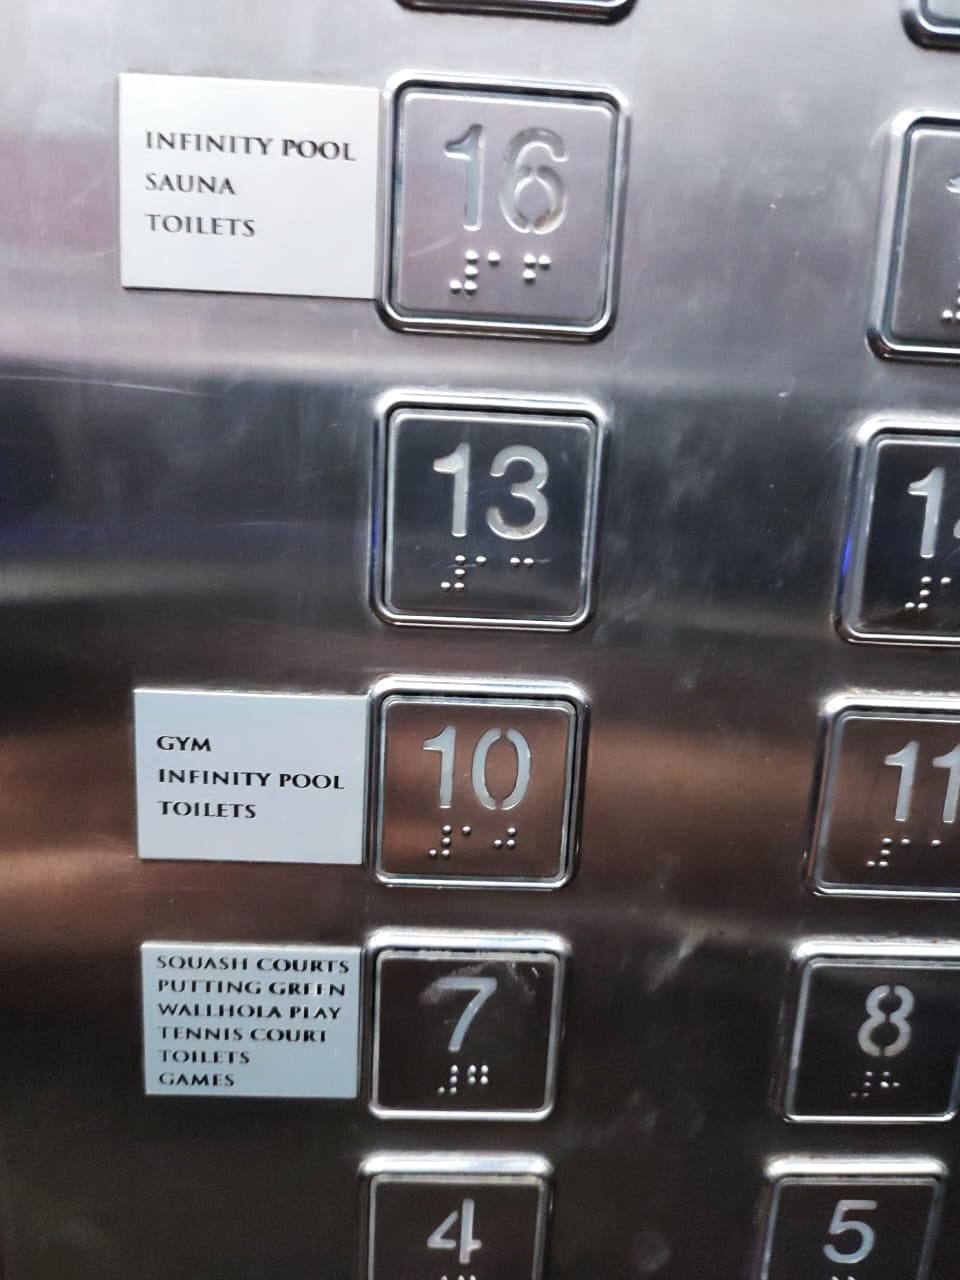 INFINITY POOL
SAUNA
TOILETS
16
13
GYM
INFINITY POOL
TOILETS
10
11
SQUASH COURTS
PUTTING GREEN
WALLHOLA PLAY
TENNIS COURT
TOILETS
GAMES
7
8
4
5